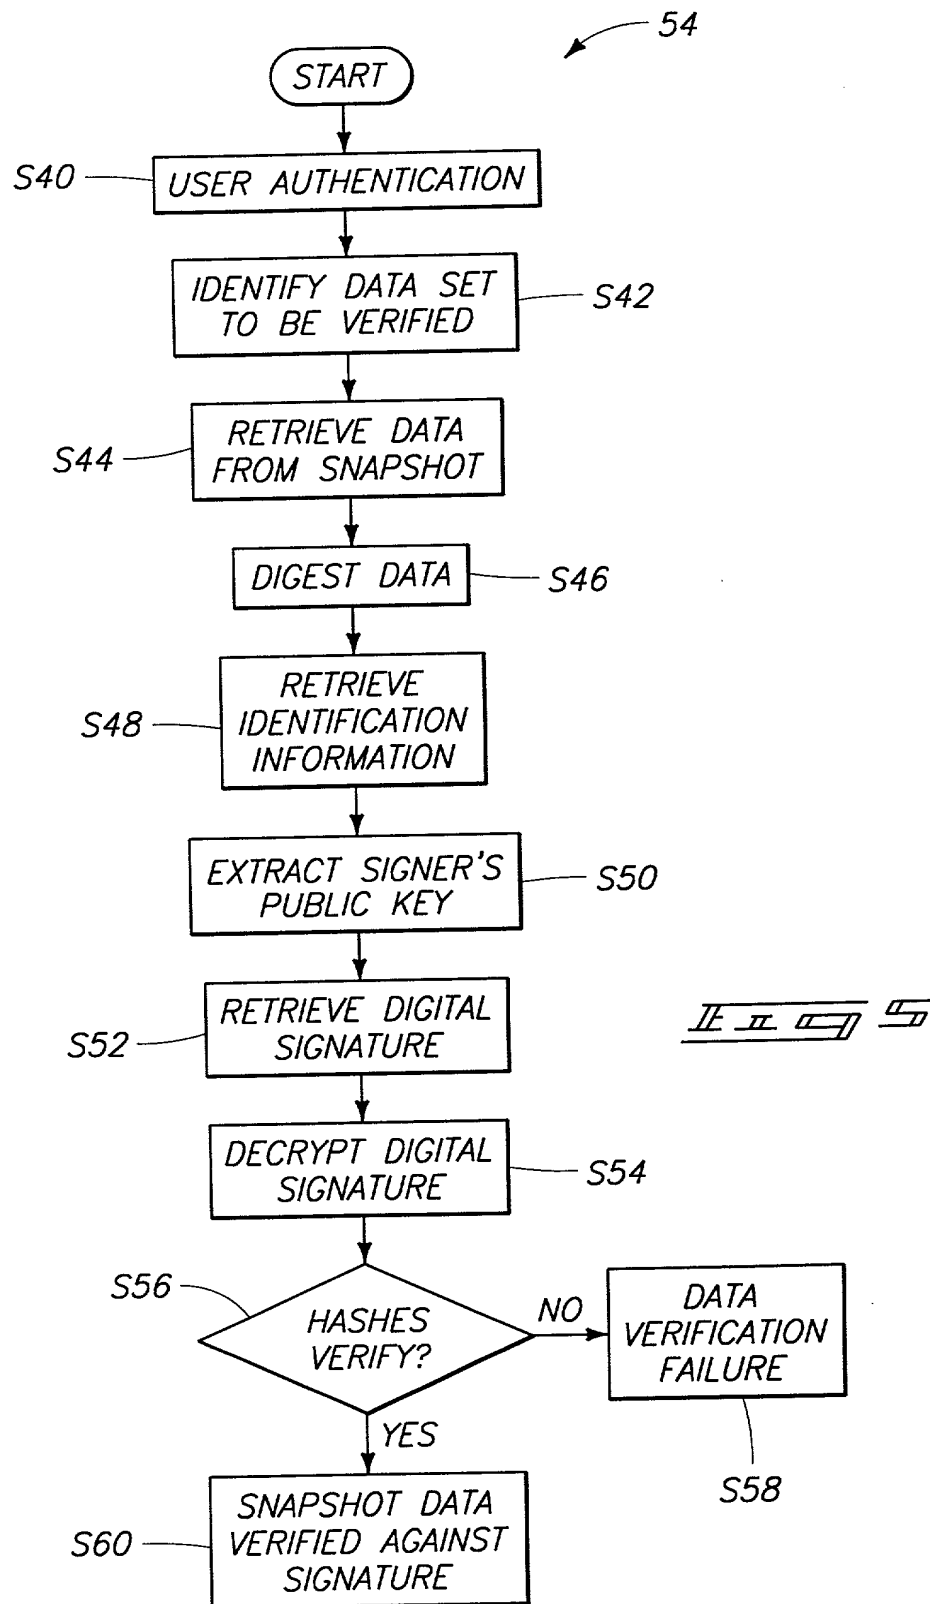 54
START
S40
USER AUTHENTICATION
IDENTIFY DATA SET
TO BE VERIFIED
S42
S44
RETRIEVE DATA
FROM SNAPSHOT
DIGEST DATA
S46
S48
RETRIEVE
IDENTIFICATION
INFORMATION
EXTRACT SIGNER'S
PUBLIC KEY
S50
S52
RETRIEVE DIGITAL
SIGNATURE
FIG 5
DECRYPT DIGITAL
SIGNATURE
S54
S56
HASHES
VERIFY?
NO
DATA
VERIFICATION
FAILURE
S58
YES
S60
SNAPSHOT DATA
VERIFIED AGAINST
SIGNATURE